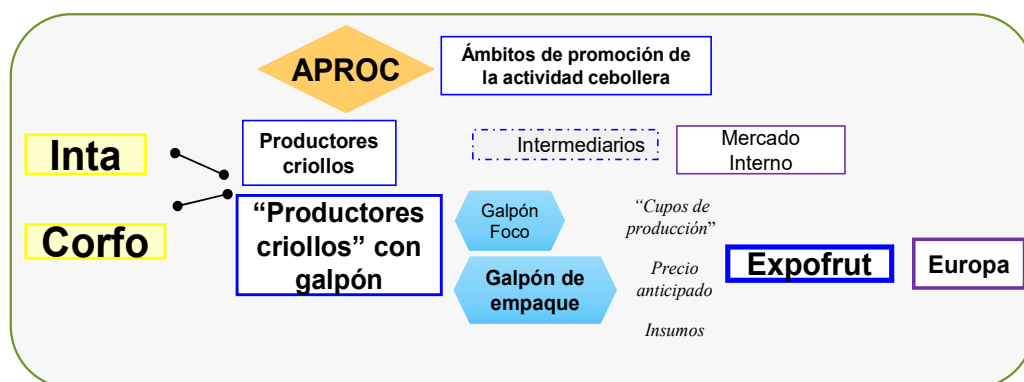 APROC
Ámbitos de promoción de
la actividad cebollera
Inta
Productores
criollos
Intermediarios
Mercado
Interno
Corfo
“Productores
criollos” con
galpón
Galpón
Foco
Galpón de
empaque
“Cupos de
producción”
Precio
anticipado
Insumos
Expofrut
Europa